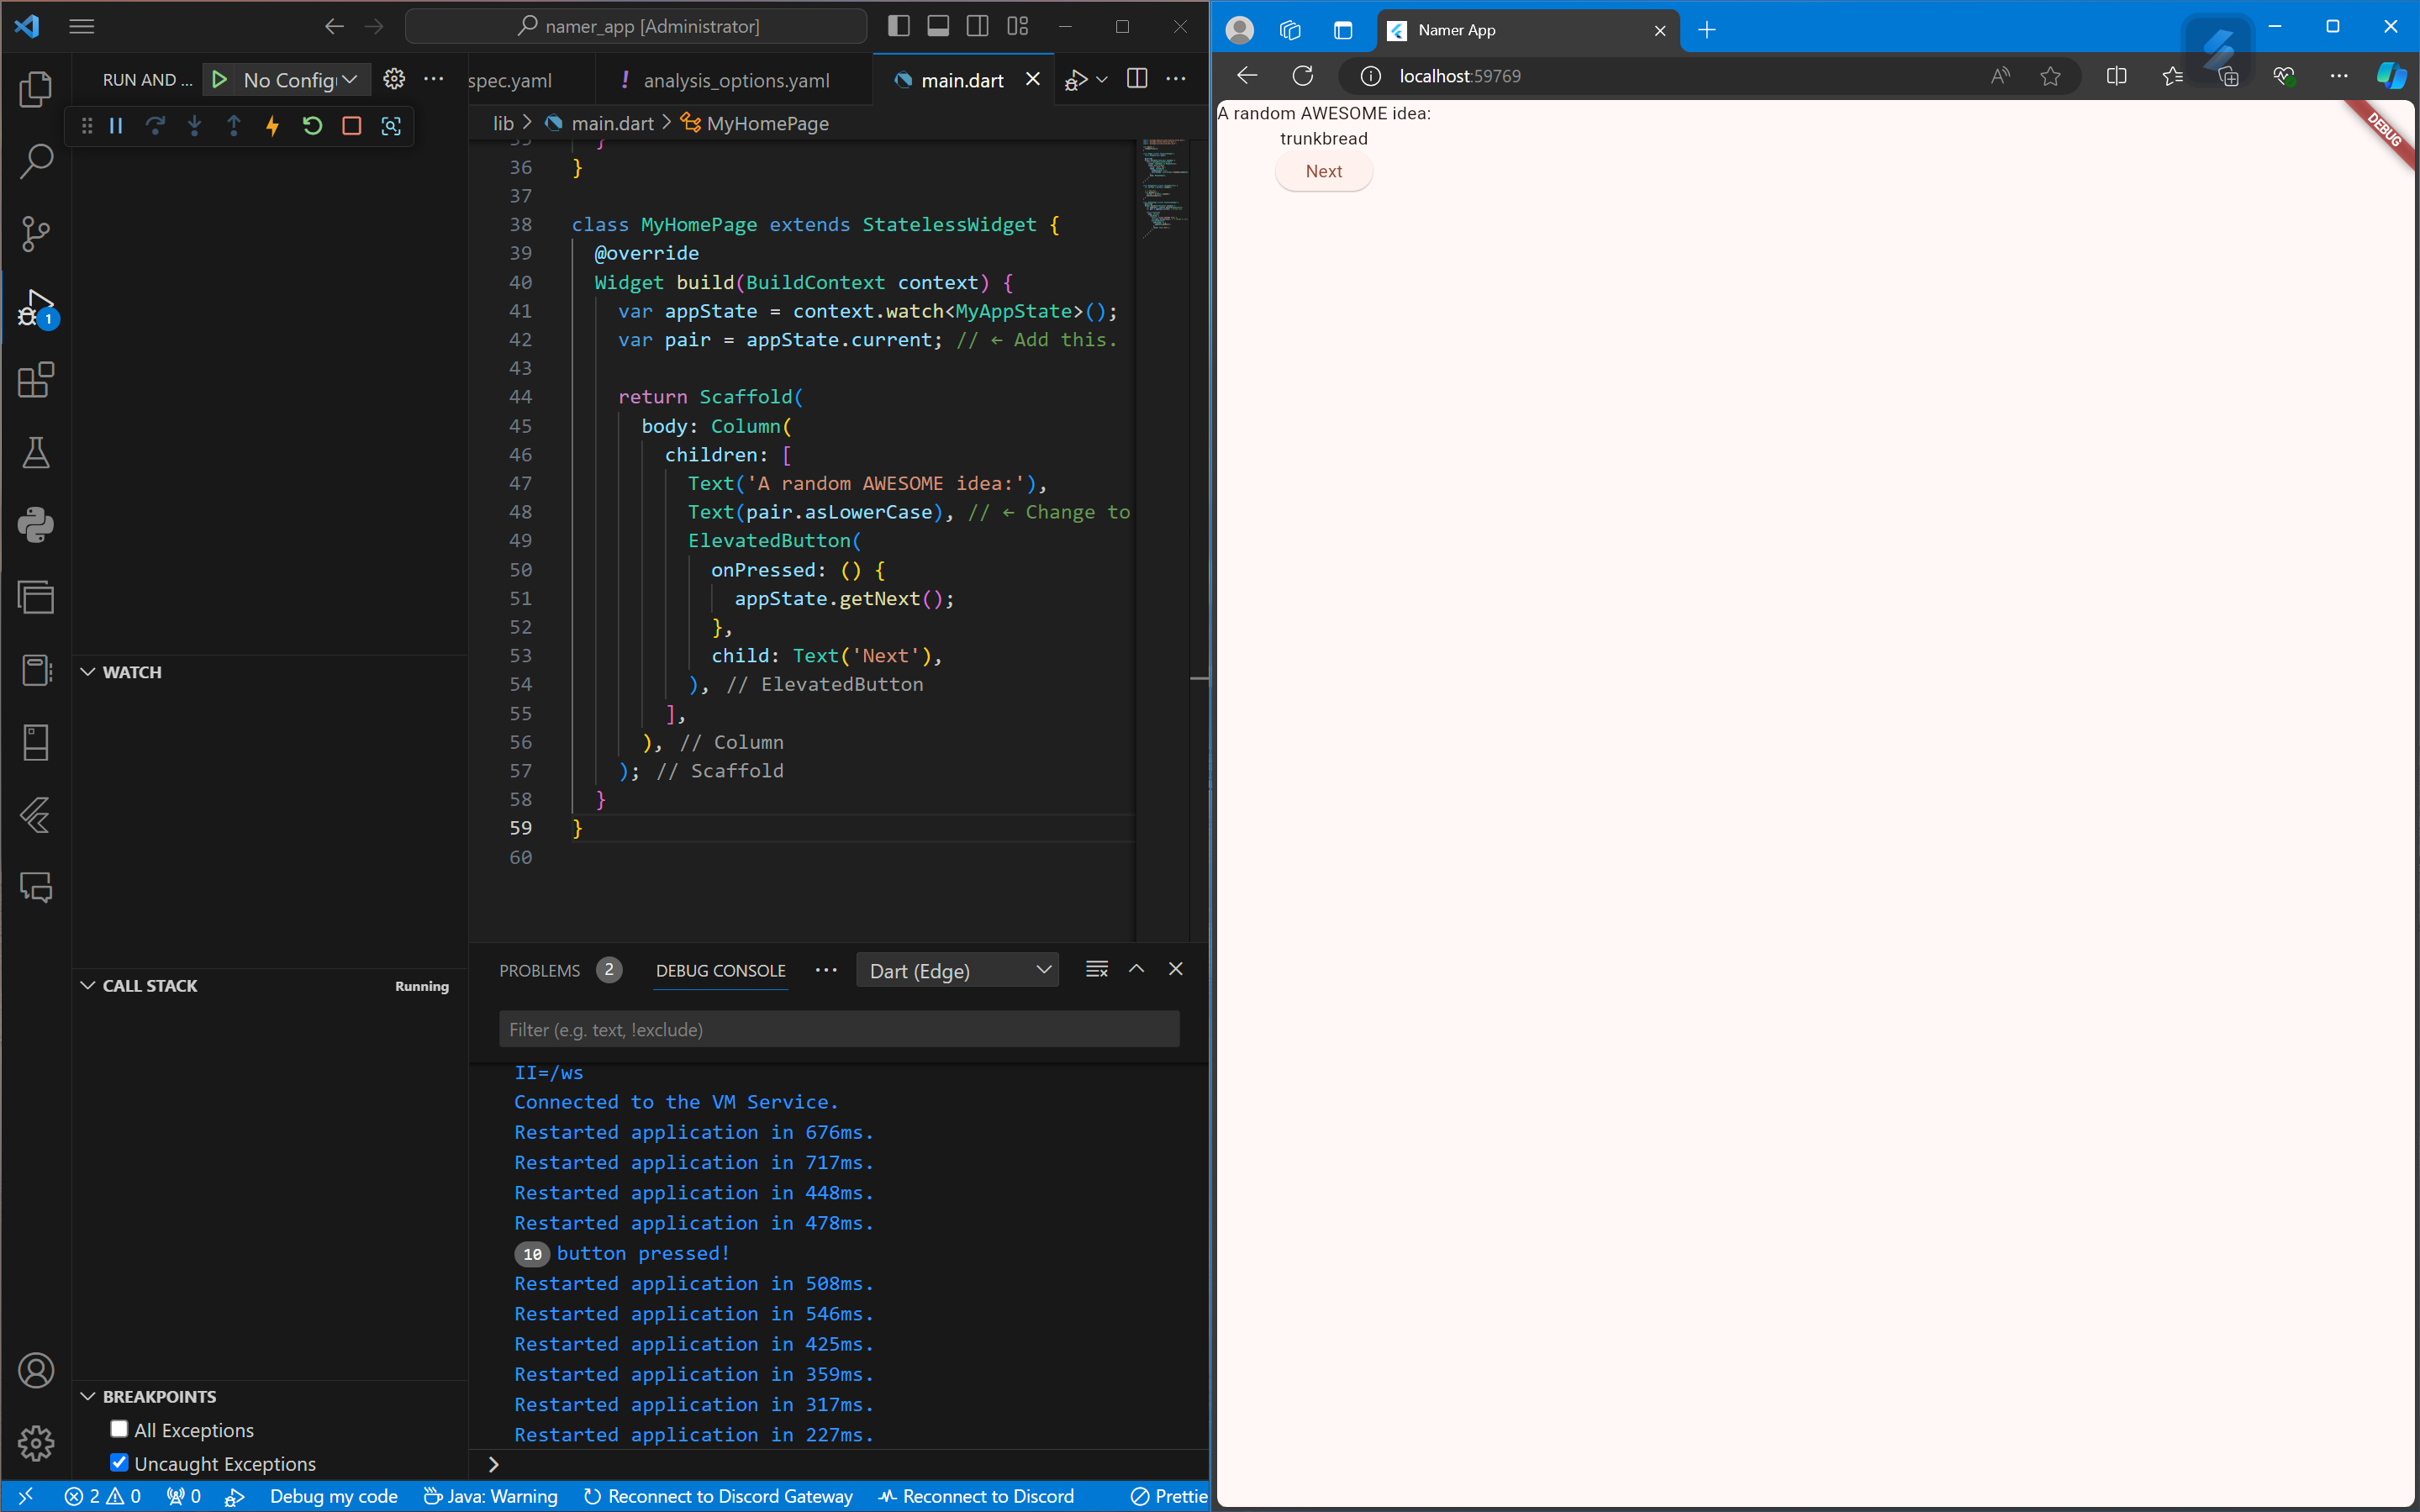 namer_app [Administrator]
RUN AND ...
No Config
spec.yaml
! analysis_options.yaml
main.dart
lib > main.dart > MyHomePage
36 }
37
38 class MyHomePage extends StatelessWidget {
39 @override
40 Widget build(BuildContext context) {
41 var appState = context.watch<MyAppState>();
42 var pair = appState.current; // ← Add this.
43
44 return Scaffold(
45 body: Column(
46 children: [
47 Text('A random AWESOME idea:'),
48 Text(pair.asLowerCase), // ← Change to
49 ElevatedButton(
50 onPressed: () {
51 appState.getNext();
52 },
53 child: Text('Next'),
54 ), // ElevatedButton
55 ],
56 ), // Column
57 ); // Scaffold
58 }
59 }
60
1
WATCH
CALL STACK
Running
BREAKPOINTS
All Exceptions
Uncaught Exceptions
PROBLEMS 2
DEBUG CONSOLE
Dart (Edge)
Filter (e.g. text, !exclude)
II=/ws
Connected to the VM Service.
Restarted application in 676ms.
Restarted application in 717ms.
Restarted application in 448ms.
Restarted application in 478ms.
10 button pressed!
Restarted application in 508ms.
Restarted application in 546ms.
Restarted application in 425ms.
Restarted application in 359ms.
Restarted application in 317ms.
Restarted application in 227ms.
>
2 0 0 Debug my code Java: Warning Reconnect to Discord Gateway Reconnect to Discord Prettie
Namer App
localhost:59769
A random AWESOME idea:
trunkbread
Next
DEBUG